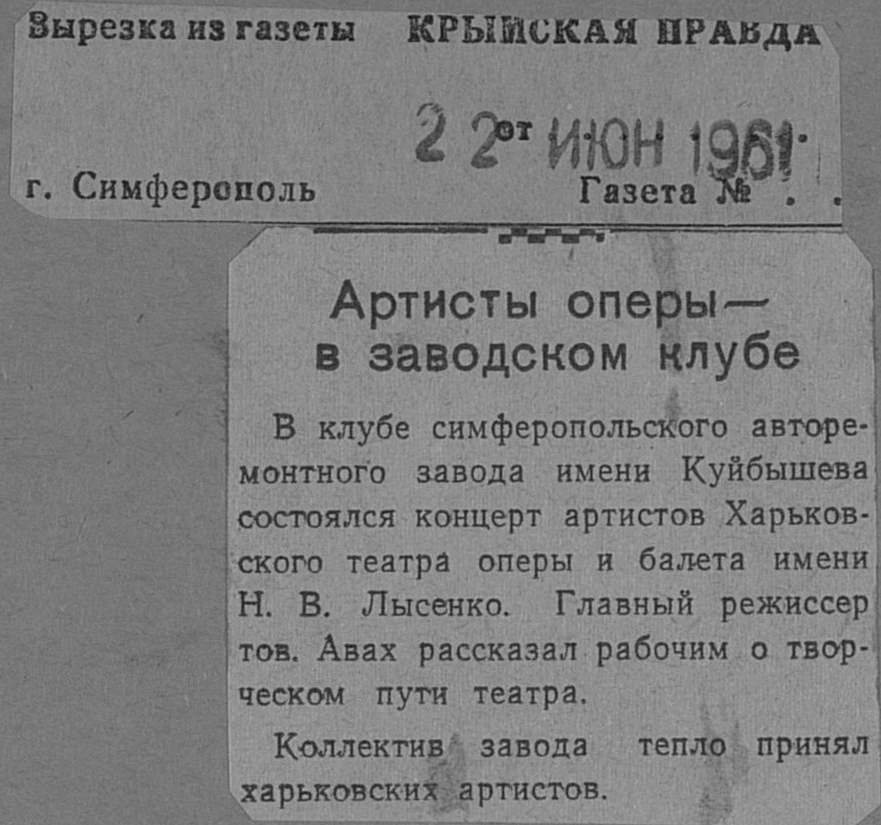 Вырезка из газеты КРЫМСКАЯ ПРАВДА
от 22 ИЮН 1961
г. Симферополь Газета № . .
Артисты оперы—
в заводском клубе
В клубе симферопольского авторе-
монтного завода имени Куйбышева
состоялся концерт артистов Харьков-
ского театра оперы и балета имени
Н. В. Лысенко. Главный режиссер
тов. Авах рассказал рабочим о твор-
ческом пути театра.
Коллектив завода тепло принял
харьковских артистов.